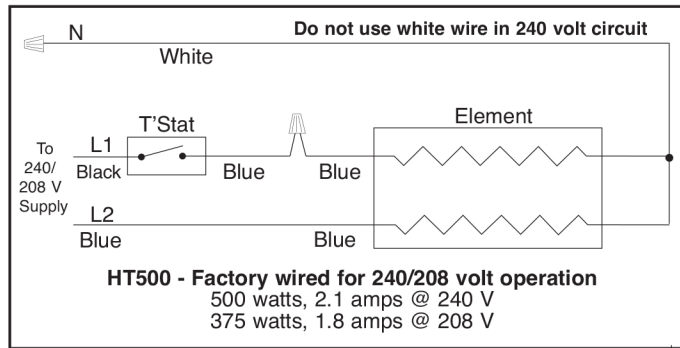 N
Do not use white wire in 240 volt circuit
White
T'Stat
Element
To
240/
208 V
Supply
L1
Black
Blue
Blue
L2
Blue
Blue
HT500 - Factory wired for 240/208 volt operation
500 watts, 2.1 amps @ 240 V
375 watts, 1.8 amps @ 208 V